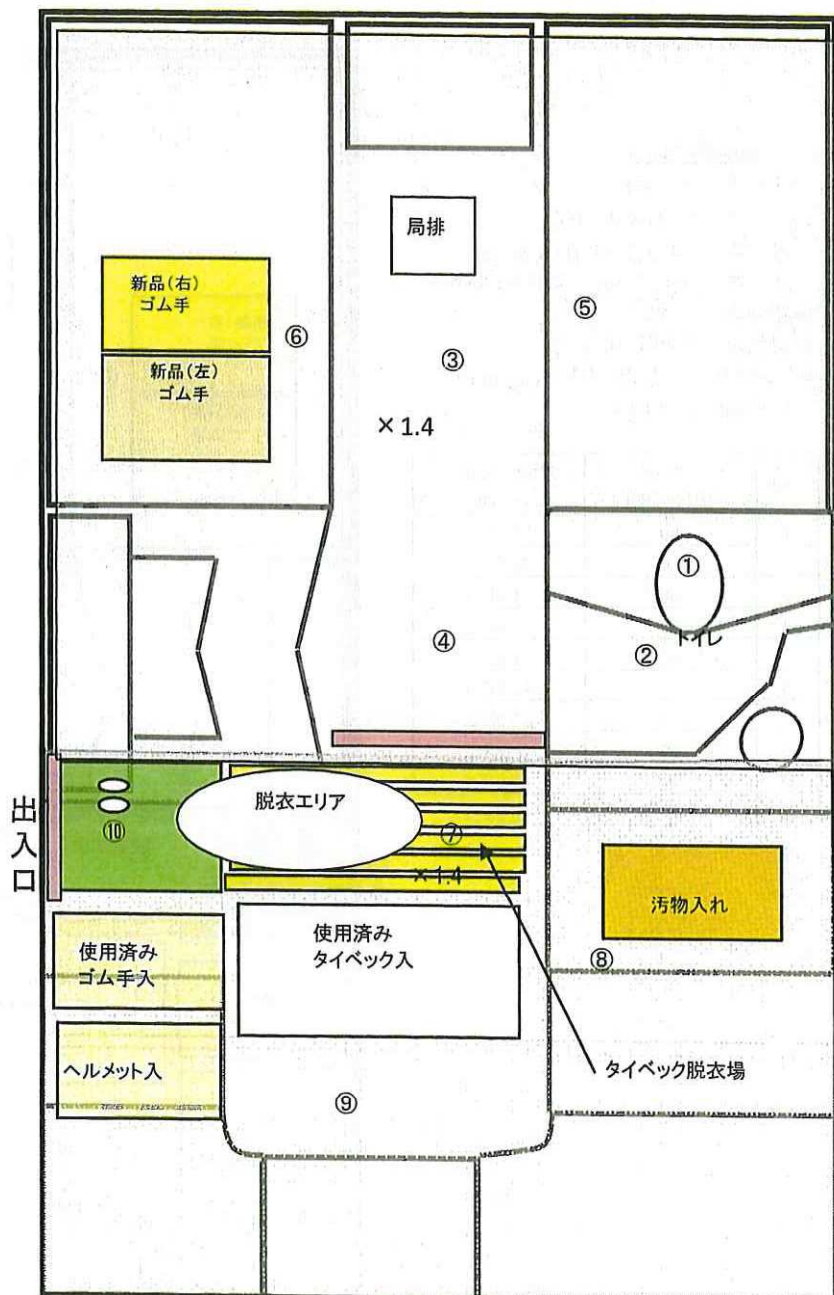 局排
新品(右)
ゴム手
⑥
新品(左)
ゴム手
⑤
③
×1.4
①
④
②
トイレ
出入口
⑩
脱衣エリア
⑦
×1.4
使用済み
ゴム手入
使用済み
タイベック入
汚物入れ
⑧
ヘルメット入
タイベック脱衣場
⑨